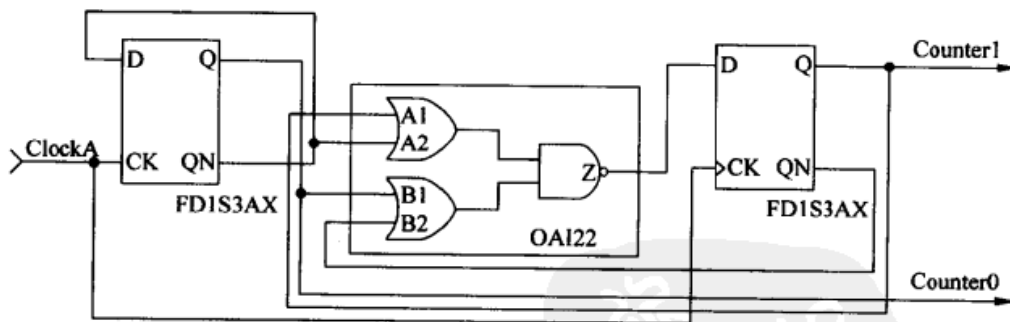 Counter1
D Q
D Q
A1
A2
ClockA
CK QN
Z
CK QN
B1
B2
FD1S3AX
FD1S3AX
OAI22
Counter0